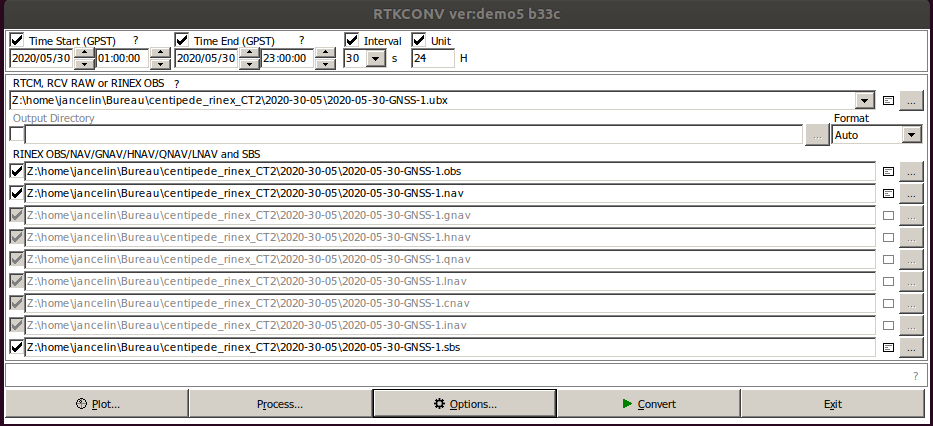 RTKCONV ver:demo5 b33c
Time Start (GPST) ? Time End (GPST) ? Interval Unit
2020/05/30 01:00:00 2020/05/30 23:00:00 30 s 24 H
RTCM, RCV RAW or RINEX OBS ?
Z:\home\jancelin\Bureau\centipede_rinex_CT2\2020-30-05\2020-05-30-GNSS-1.ubx ...
Output Directory Format
... Auto
RINEX OBS/NAV/GNAV/HNAV/QNAV/LNAV and SBS
Z:\home\jancelin\Bureau\centipede_rinex_CT2\2020-30-05\2020-05-30-GNSS-1.obs ...
Z:\home\jancelin\Bureau\centipede_rinex_CT2\2020-30-05\2020-05-30-GNSS-1.nav ...
Z:\home\jancelin\Bureau\centipede_rinex_CT2\2020-30-05\2020-05-30-GNSS-1.gnav ...
Z:\home\jancelin\Bureau\centipede_rinex_CT2\2020-30-05\2020-05-30-GNSS-1.hnav ...
Z:\home\jancelin\Bureau\centipede_rinex_CT2\2020-30-05\2020-05-30-GNSS-1.qnav ...
Z:\home\jancelin\Bureau\centipede_rinex_CT2\2020-30-05\2020-05-30-GNSS-1.lnav ...
Z:\home\jancelin\Bureau\centipede_rinex_CT2\2020-30-05\2020-05-30-GNSS-1.cnav ...
Z:\home\jancelin\Bureau\centipede_rinex_CT2\2020-30-05\2020-05-30-GNSS-1.inav ...
Z:\home\jancelin\Bureau\centipede_rinex_CT2\2020-30-05\2020-05-30-GNSS-1.sbs ...
?
Plot... Process... Options... Convert Exit